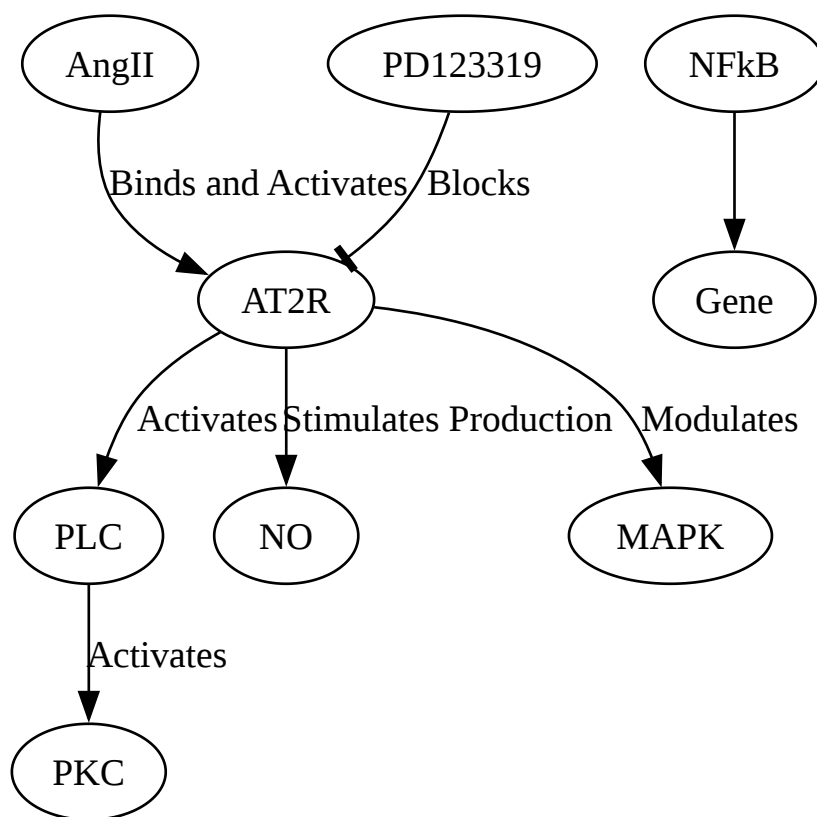 AngII
PD123319
NFkB
Binds and Activates
Blocks
AT2R
Gene
Activates
Stimulates Production
Modulates
PLC
NO
MAPK
Activates
PKC